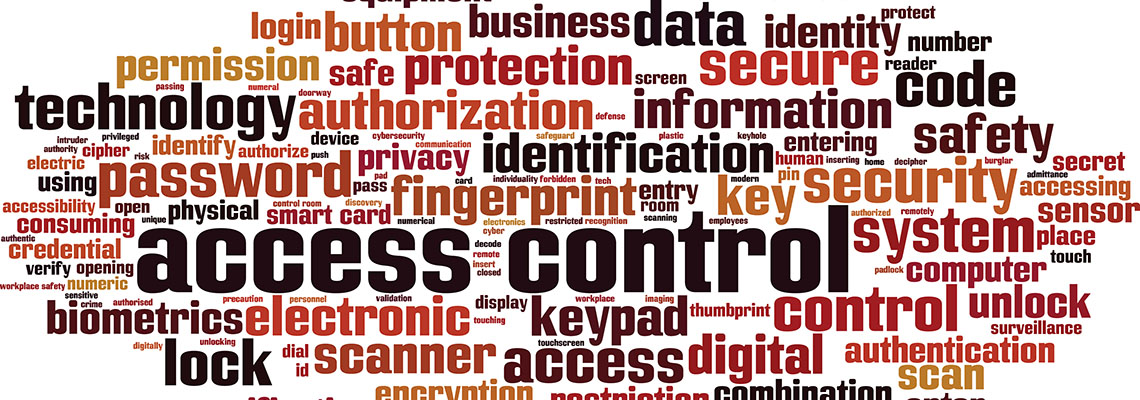 equipment
protect
login button business data identity number
permission safe protection screen secure reader code
passing numeral
technology doorway authorization defense information
intruder privileged device cybersecurity safeguard plastic keyhole entering safety
authority cipher risk identify authorize push communication privacy identification human inserting home decipher burglar secret
electric pad card individuality forbidden tech modern pin admittance
using password pass fingerprint entry key security accessing
accessibility open unique physical control room discovery smart card numerical electronics restricted recognition room scanning employees authorized remotely sensor
consuming cyber
authentic access control system place
credential decode remote touch
verify opening insert closed padlock computer
workplace safety numeric
sensitive crime authorised precaution personnel validation display workplace imaging control unlock
biometrics electronic touching keypad thumbprint surveillance
digitally unlocking touchscreen
lock dial id scanner access digital authentication
scan
encryption restriction combination